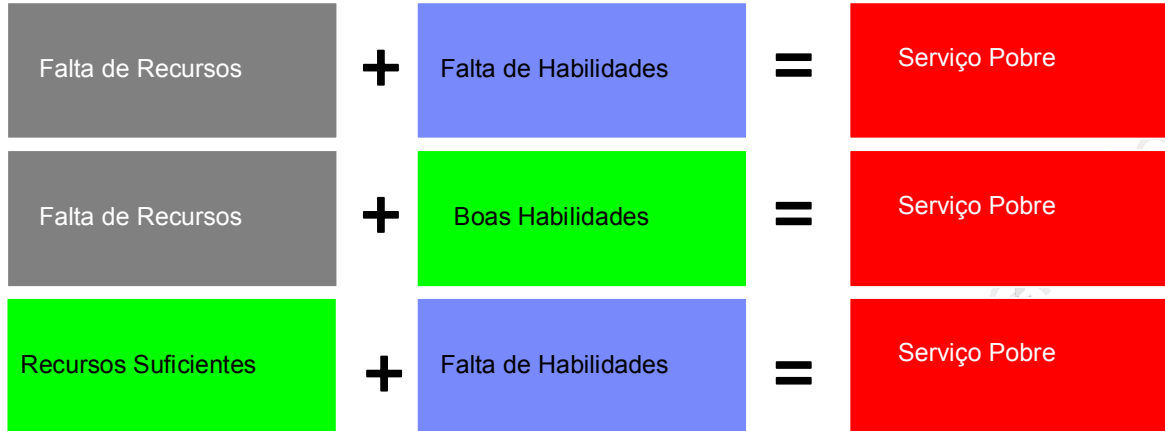 Falta de Recursos + Falta de Habilidades = Serviço Pobre
Falta de Recursos + Boas Habilidades = Serviço Pobre
Recursos Suficientes + Falta de Habilidades = Serviço Pobre